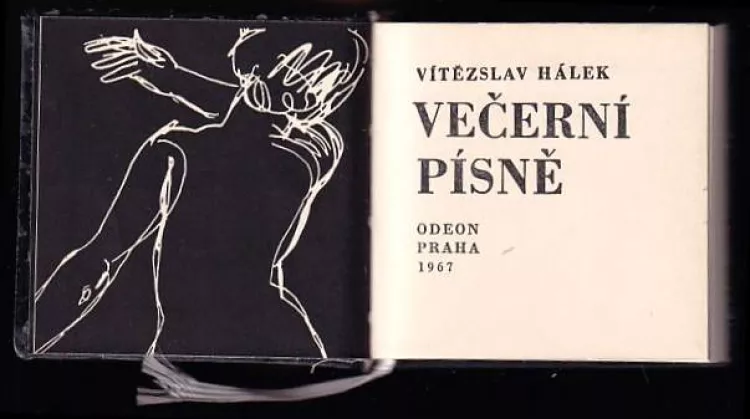 VÍTĚZSLAV HÁLEK
VEČERNÍ
PÍSNĚ
ODEON
PRAHA
1967